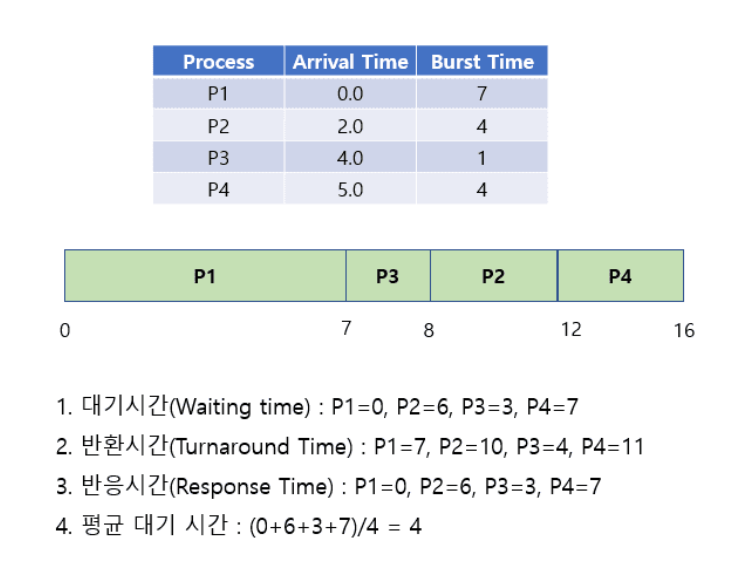 Process Arrival Time Burst Time
P1 0.0 7
P2 2.0 4
P3 4.0 1
P4 5.0 4
P1 P3 P2 P4
0 7 8 12 16
1. 대기시간(Waiting time) : P1=0, P2=6, P3=3, P4=7
2. 반환시간(Turnaround Time) : P1=7, P2=10, P3=4, P4=11
3. 반응시간(Response Time) : P1=0, P2=6, P3=3, P4=7
4. 평균 대기 시간 : (0+6+3+7)/4 = 4